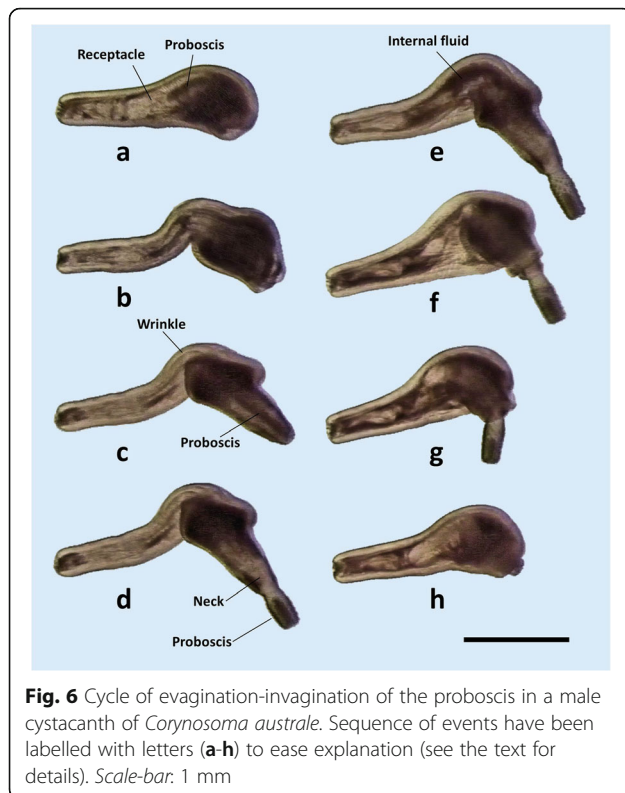 Receptacle
Proboscis
a
b
Wrinkle
Proboscis
c
Neck
Proboscis
d
Internal fluid
e
f
g
h
Fig. 6 Cycle of evagination-invagination of the proboscis in a male
cystacanth of Corynosoma australe. Sequence of events have been
labelled with letters (a-h) to ease explanation (see the text for
details). Scale-bar: 1 mm